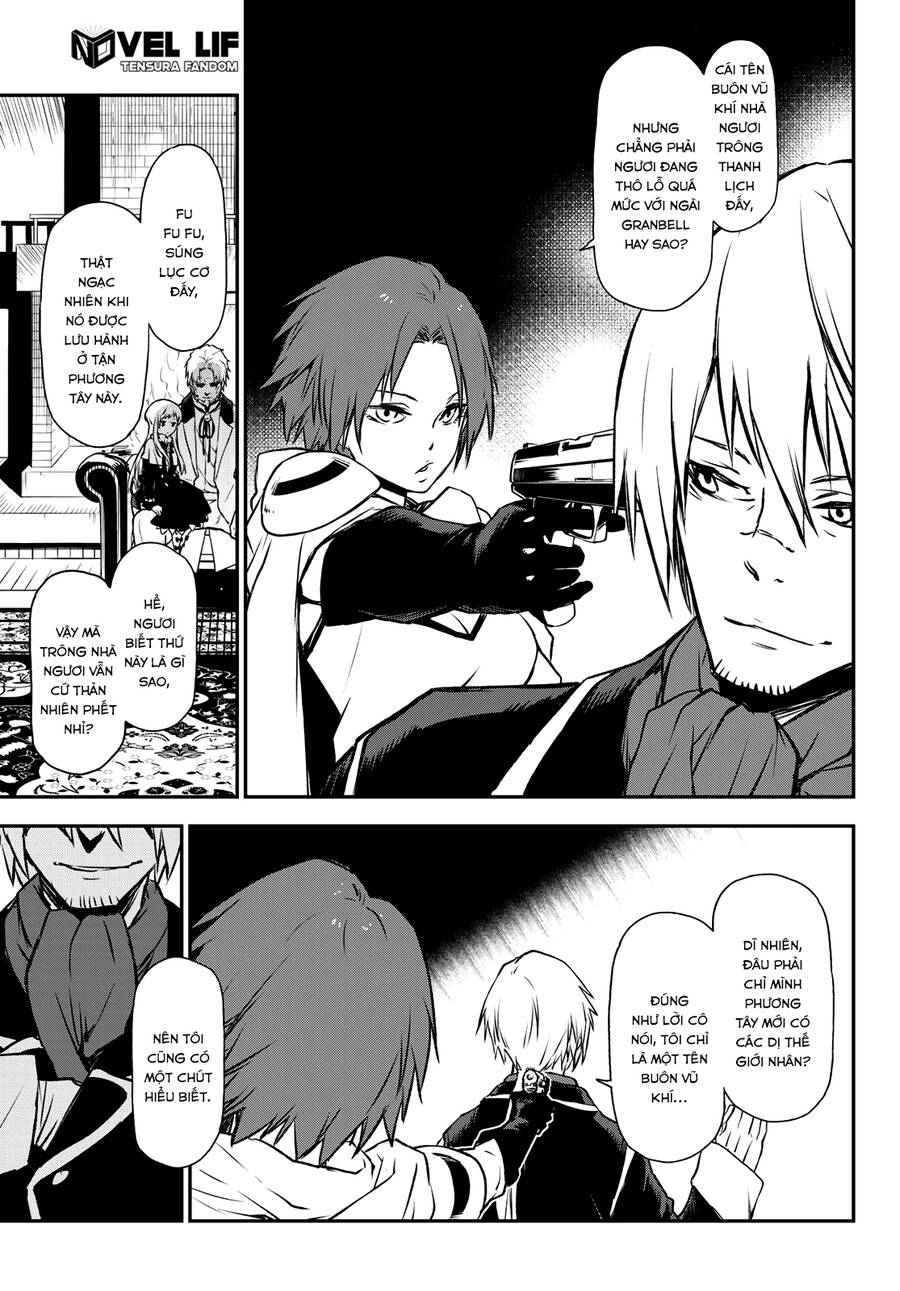 NOVEL LIF
TENSURA FANDOM
CÁI TÊN
BUÔN VŨ
KHÍ NHÀ
NGƯƠI
TRÔNG
THANH
LỊCH
ĐẤY,
NHƯNG
CHẲNG PHẢI
NGƯƠI ĐANG
THÔ LỖ QUÁ
MỨC VỚI NGÀI
GRANBELL
HAY SAO?
FU
FU FU,
SÚNG
LỤC CƠ
ĐẤY,
THẬT
NGẠC
NHIÊN KHI
NÓ ĐƯỢC
LƯU HÀNH
Ở TẬN
PHƯƠNG
TÂY NÀY.
HỂ,
NGƯƠI
BIẾT THỨ
NÀY LÀ GÌ
SAO,
VẬY MÀ
TRÔNG NHÀ
NGƯƠI VẪN
CỨ THẢN
NHIÊN PHẾT
NHỈ?
DĨ NHIÊN,
ĐÂU PHẢI
CHỈ MÌNH
PHƯƠNG
TÂY MỚI CÓ
CÁC DỊ THẾ
GIỚI NHÂN?
ĐÚNG
NHƯ LỜI CÔ
NÓI, TÔI CHỈ
LÀ MỘT TÊN
BUÔN VŨ
KHÍ...
NÊN TÔI
CŨNG CÓ
MỘT CHÚT
HIỂU BIẾT.